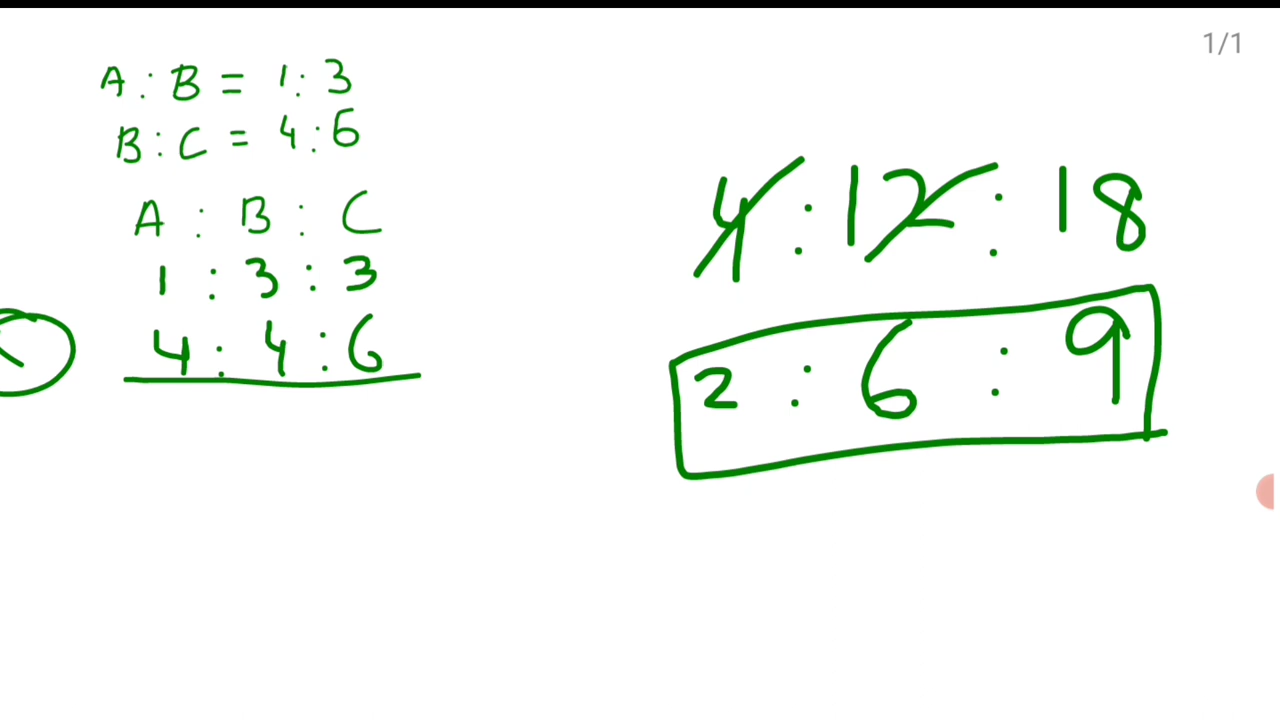 1/1
A : B = 1 : 3
B : C = 4 : 6
A : B : C
1 : 3 : 3
4 : 4 : 6
4 : 12 : 18
2 : 6 : 9